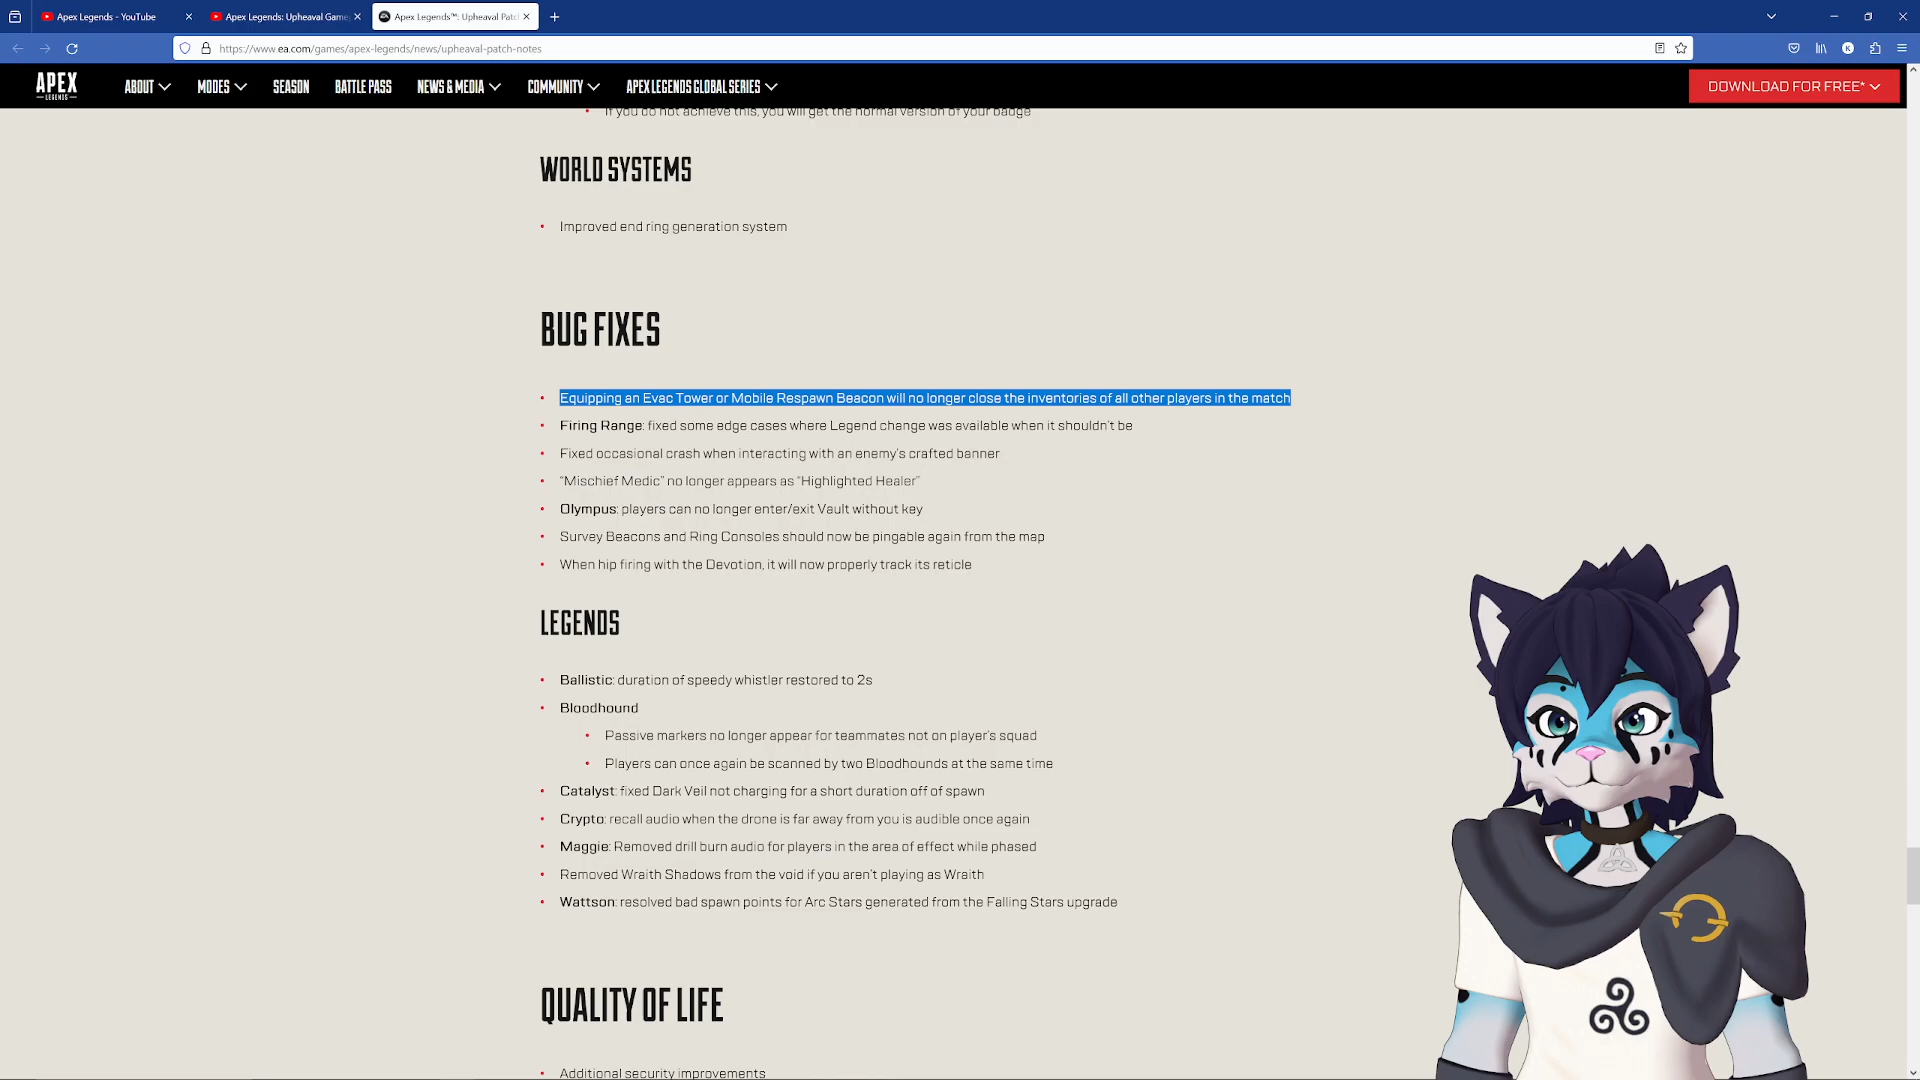 Apex Legends - YouTube
Apex Legends: Upheaval Game
Apex Legends™: Upheaval Patc
https://www.ea.com/games/apex-legends/news/upheaval-patch-notes
APEX
LEGENDS
ABOUT
MODES
SEASON
BATTLE PASS
NEWS & MEDIA
COMMUNITY
APEX LEGENDS GLOBAL SERIES
DOWNLOAD FOR FREE*
If you do not achieve this, you will get the normal version of your badge
WORLD SYSTEMS
Improved end ring generation system
BUG FIXES
Equipping an Evac Tower or Mobile Respawn Beacon will no longer close the inventories of all other players in the match
Firing Range: fixed some edge cases where Legend change was available when it shouldn't be
Fixed occasional crash when interacting with an enemy's crafted banner
"Mischief Medic" no longer appears as "Highlighted Healer"
Olympus: players can no longer enter/exit Vault without key
Survey Beacons and Ring Consoles should now be pingable again from the map
When hip firing with the Devotion, it will now properly track its reticle
LEGENDS
Ballistic: duration of speedy whistler restored to 2s
Bloodhound
Passive markers no longer appear for teammates not on player's squad
Players can once again be scanned by two Bloodhounds at the same time
Catalyst: fixed Dark Veil not charging for a short duration off of spawn
Crypto: recall audio when the drone is far away from you is audible once again
Maggie: Removed drill burn audio for players in the area of effect while phased
Removed Wraith Shadows from the void if you aren't playing as Wraith
Wattson: resolved bad spawn points for Arc Stars generated from the Falling Stars upgrade
QUALITY OF LIFE
Additional security improvements